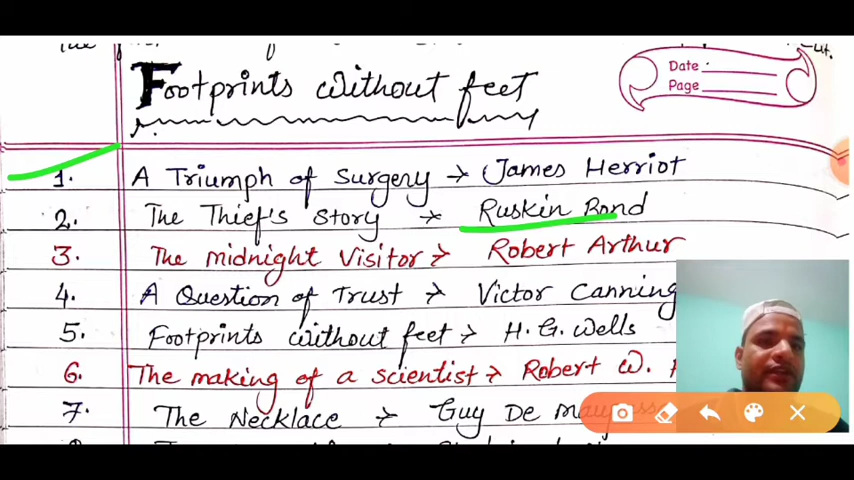 Footprints without feet
Date
Page
1. A Triumph of Surgery → James Herriot
2. The Thief's Story → Ruskin Bond
3. The midnight Visitor → Robert Arthur
4. A Question of Trust → Victor Canning
5. Footprints without feet → H. G. Wells
6. The making of a scientist → Robert W.
7. The Necklace → Guy De